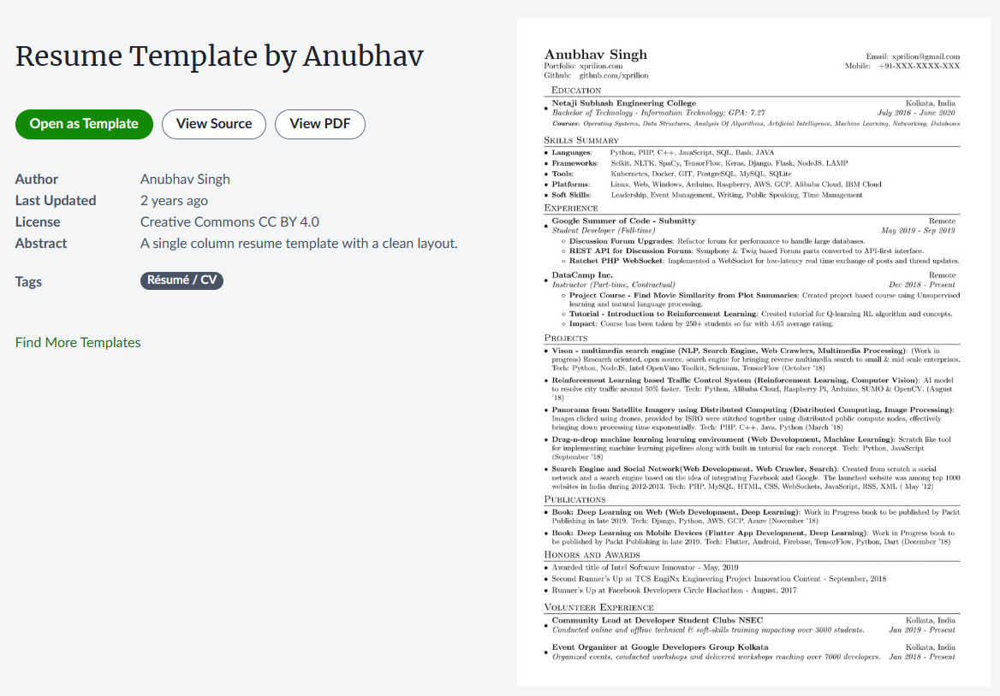 Resume Template by Anubhav
Open as Template
View Source
View PDF
Author Anubhav Singh
Last Updated 2 years ago
License Creative Commons CC BY 4.0
Abstract A single column resume template with a clean layout.
Tags Résumé / CV
Find More Templates
Anubhav Singh Email: xprilion@gmail.com
Portfolio: xprilion.com Mobile: +91-XXX-XXXX-XXX
Github: github.com/xprilion
Education
• Netaji Subhash Engineering College Kolkata, India
Bachelor of Technology - Information Technology; GPA: 7.27 July 2016 - June 2020
Courses: Operating Systems, Data Structures, Analysis Of Algorithms, Artificial Intelligence, Machine Learning, Networking, Databases
Skills Summary
• Languages: Python, PHP, C++, JavaScript, SQL, Bash, JAVA
• Frameworks: Scikit, NLTK, SpaCy, TensorFlow, Keras, Django, Flask, NodeJS, LAMP
• Tools: Kubernetes, Docker, GIT, PostgreSQL, MySQL, SQLite
• Platforms: Linux, Web, Windows, Arduino, Raspberry, AWS, GCP, Alibaba Cloud, IBM Cloud
• Soft Skills: Leadership, Event Management, Writing, Public Speaking, Time Management
Experience
• Google Summer of Code - Submitty Remote
Student Developer (Full-time) May 2019 - Sep 2019
◦ Discussion Forum Upgrades: Refactor forum for performance to handle large databases.
◦ REST API for Discussion Forum: Symphony & Twig based Forum parts converted to API-first interface.
◦ Ratchet PHP WebSocket: Implemented a WebSocket for low-latency real time exchange of posts and thread updates.
• DataCamp Inc. Remote
Instructor (Part-time, Contractual) Dec 2018 - Present
◦ Project Course - Find Movie Similarity from Plot Summaries: Created project based course using Unsupervised
learning and natural language processing.
◦ Tutorial - Introduction to Reinforcement Learning: Created tutorial for Q-learning RL algorithm and concepts.
◦ Impact: Course has been taken by 250+ students so far with 4.65 average rating.
Projects
• Vison - multimedia search engine (NLP, Search Engine, Web Crawlers, Multimedia Processing): (Work in
progress) Research oriented, open source, search engine for bringing reverse multimedia search to small & mid scale enterprises.
Tech: Python, NodeJS, Intel OpenVino Toolkit, Selenium, TensorFlow (October '18)
• Reinforcement Learning based Traffic Control System (Reinforcement Learning, Computer Vision): AI model
to resolve city traffic around 50% faster. Tech: Python, Alibaba Cloud, Raspberry Pi, Arduino, SUMO & OpenCV. (August
'18)
• Panorama from Satellite Imagery using Distributed Computing (Distributed Computing, Image Processing):
Images clicked using drones, provided by ISRO were stitched together using distributed public compute nodes, effectively
bringing down processing time exponentially. Tech: PHP, C++, Java, Python (March '18)
• Drag-n-drop machine learning learning environment (Web Development, Machine Learning): Scratch like tool
for implementing machine learning pipelines along with built in tutorial for each concept. Tech: Python, JavaScript
(September '18)
• Search Engine and Social Network(Web Development, Web Crawler, Search): Created from scratch a social
network and a search engine based on the idea of integrating Facebook and Google. The launched website was among top 1000
websites in India during 2012-2013. Tech: PHP, MySQL, HTML, CSS, WebSockets, JavaScript, RSS, XML ( May '12)
Publications
• Book: Deep Learning on Web (Web Development, Deep Learning): Work in Progress book to be published by Packt
Publishing in late 2019. Tech: Django, Python, AWS, GCP, Azure (November '18)
• Book: Deep Learning on Mobile Devices (Flutter App Development, Deep Learning): Work in Progress book to
be published by Packt Publishing in late 2019. Tech: Flutter, Android, Firebase, TensorFlow, Python, Dart (December '18)
Honors and Awards
• Awarded title of Intel Software Innovator - May, 2019
• Second Runner's Up at TCS EngiNx Engineering Project Innovation Content - September, 2018
• Runner's Up at Facebook Developers Circle Hackathon - August, 2017
Volunteer Experience
• Community Lead at Developer Student Clubs NSEC Kolkata, India
Conducted online and offline technical & soft-skills training impacting over 3000 students. Jan 2019 - Present
• Event Organizer at Google Developers Group Kolkata Kolkata, India
Organized events, conducted workshops and delivered workshops reaching over 7000 developers. Jan 2018 - Present